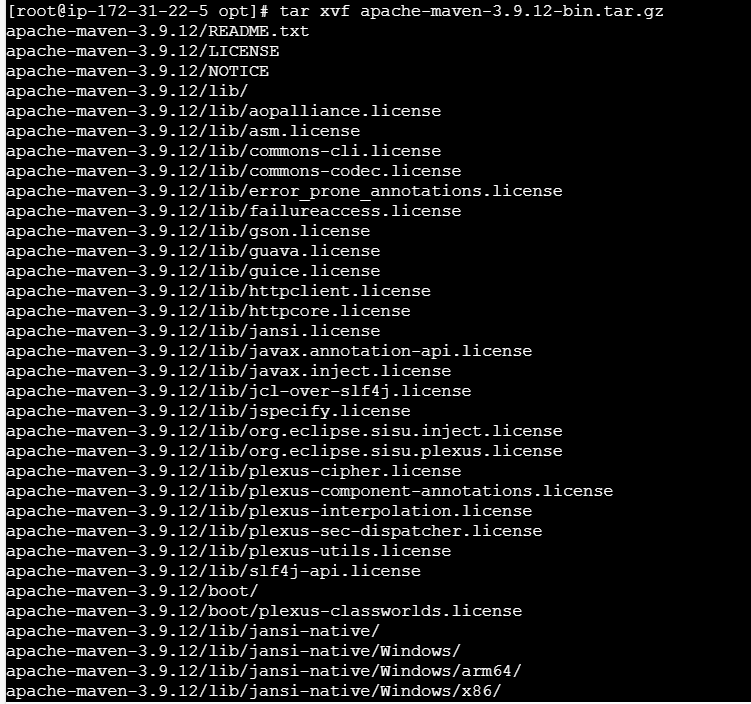 [root@ip-172-31-22-5 opt]# tar xvf apache-maven-3.9.12-bin.tar.gz
apache-maven-3.9.12/README.txt
apache-maven-3.9.12/LICENSE
apache-maven-3.9.12/NOTICE
apache-maven-3.9.12/lib/
apache-maven-3.9.12/lib/aopalliance.license
apache-maven-3.9.12/lib/asm.license
apache-maven-3.9.12/lib/commons-cli.license
apache-maven-3.9.12/lib/commons-codec.license
apache-maven-3.9.12/lib/error_prone_annotations.license
apache-maven-3.9.12/lib/failureaccess.license
apache-maven-3.9.12/lib/gson.license
apache-maven-3.9.12/lib/guava.license
apache-maven-3.9.12/lib/guice.license
apache-maven-3.9.12/lib/httpclient.license
apache-maven-3.9.12/lib/httpcore.license
apache-maven-3.9.12/lib/jansi.license
apache-maven-3.9.12/lib/javax.annotation-api.license
apache-maven-3.9.12/lib/javax.inject.license
apache-maven-3.9.12/lib/jcl-over-slf4j.license
apache-maven-3.9.12/lib/jspecify.license
apache-maven-3.9.12/lib/org.eclipse.sisu.inject.license
apache-maven-3.9.12/lib/org.eclipse.sisu.plexus.license
apache-maven-3.9.12/lib/plexus-cipher.license
apache-maven-3.9.12/lib/plexus-component-annotations.license
apache-maven-3.9.12/lib/plexus-interpolation.license
apache-maven-3.9.12/lib/plexus-sec-dispatcher.license
apache-maven-3.9.12/lib/plexus-utils.license
apache-maven-3.9.12/lib/slf4j-api.license
apache-maven-3.9.12/boot/
apache-maven-3.9.12/boot/plexus-classworlds.license
apache-maven-3.9.12/lib/jansi-native/
apache-maven-3.9.12/lib/jansi-native/Windows/
apache-maven-3.9.12/lib/jansi-native/Windows/arm64/
apache-maven-3.9.12/lib/jansi-native/Windows/x86/